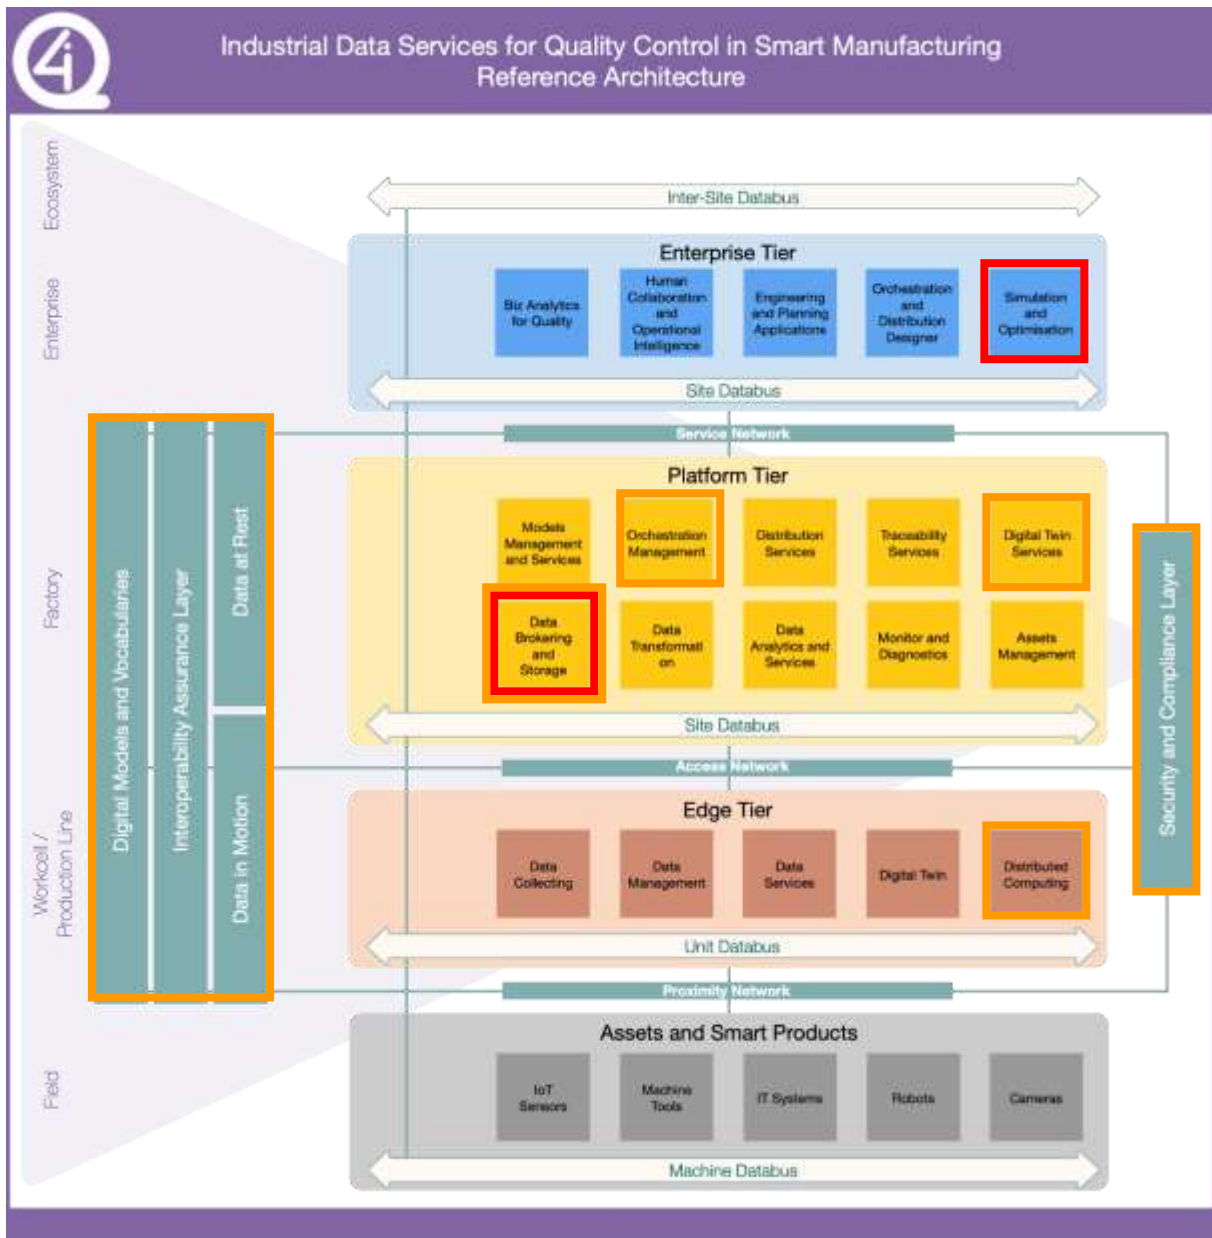 4i
Industrial Data Services for Quality Control in Smart Manufacturing
Reference Architecture
Ecosystem
Inter-Site Databus
Enterprise
Enterprise Tier
Biz Analytics
for Quality
Human
Collaboration
and
Operational
Intelligence
Engineering
and Planning
Applications
Orchestration
and
Distribution
Designer
Simulation
and
Optimisation
Site Databus
Service Network
Factory
Digital Models and Vocabularies
Interoperability Assurance Layer
Data at Rest
Data in Motion
Platform Tier
Models
Management
and Services
Orchestration
Management
Distribution
Services
Traceability
Services
Digital Twin
Services
Data
Brokering
and
Storage
Data
Transformati
on
Data
Analytics and
Services
Monitor and
Diagnostics
Assets
Management
Site Databus
Security and Compliance Layer
Access Network
Workcell /
Production Line
Edge Tier
Data
Collecting
Data
Management
Data
Services
Digital Twin
Distributed
Computing
Unit Databus
Proximity Network
Field
Assets and Smart Products
IoT
Sensors
Machine
Tools
IT Systems
Robots
Cameras
Machine Databus